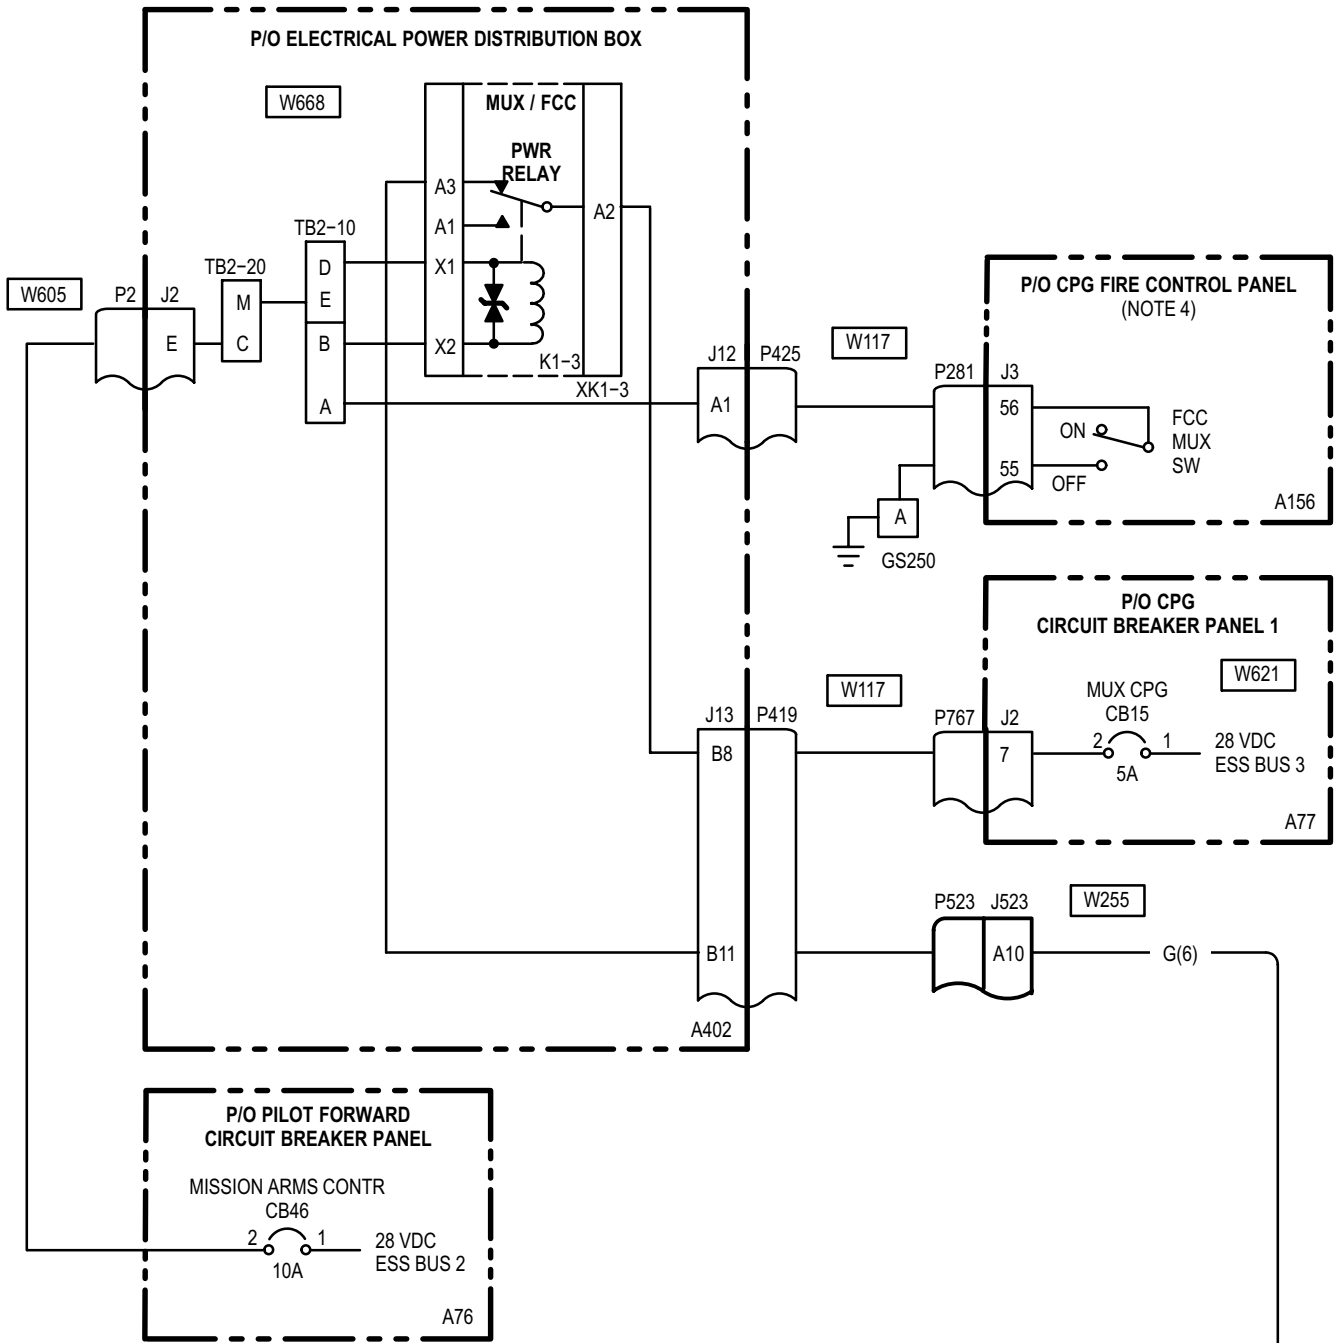 P/O ELECTRICAL POWER DISTRIBUTION BOX
W668
MUX / FCC
PWR
RELAY
A3
A1
X1
X2
A2
K1−3
XK1−3
TB2−10
D
E
B
A
TB2−20
M
C
W605
P2
J2
E
J12
P425
A1
W117
P/O CPG FIRE CONTROL PANEL
(NOTE 4)
P281
J3
56
55
ON
OFF
FCC
MUX
SW
A156
A
GS250
P/O CPG
CIRCUIT BREAKER PANEL 1
W621
MUX CPG
CB15
2
1
5A
28 VDC
ESS BUS 3
A77
W117
J13
P419
B8
B11
P767
J2
7
P523
J523
A10
W255
G(6)
A402
P/O PILOT FORWARD
CIRCUIT BREAKER PANEL
MISSION ARMS CONTR
CB46
2
1
10A
28 VDC
ESS BUS 2
A76